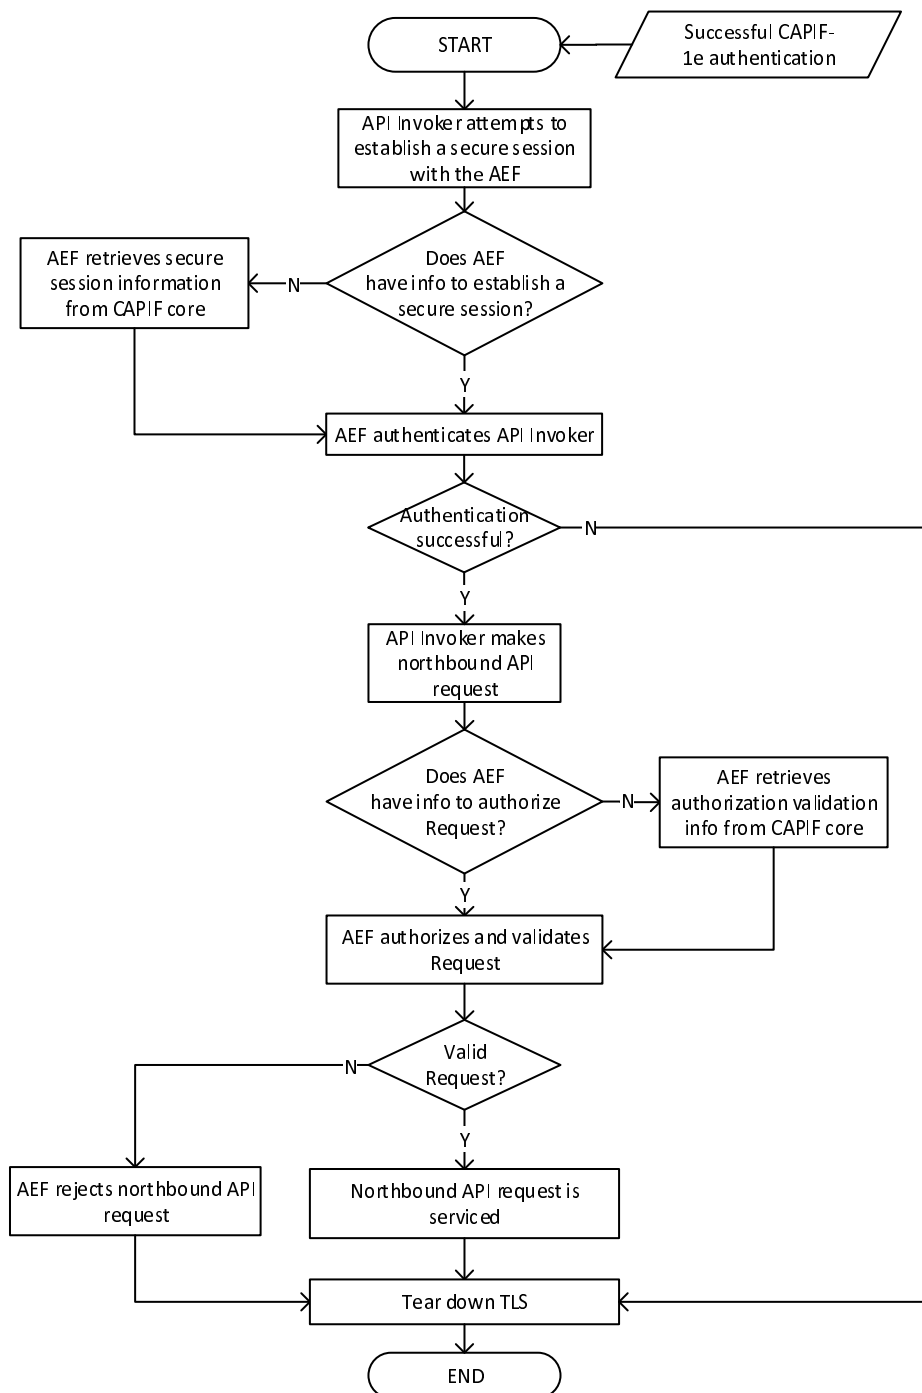 START
Successful CAPIF-
1e authentication
API Invoker attempts to
establish a secure session
with the AEF
Does AEF
have info to establish a
secure session?
N
AEF retrieves secure
session information
from CAPIF core
Y
AEF authenticates API Invoker
Authentication
successful?
N
Y
API Invoker makes
northbound API
request
Does AEF
have info to authorize
Request?
N
AEF retrieves
authorization validation
info from CAPIF core
Y
AEF authorizes and validates
Request
Valid
Request?
N
Y
AEF rejects northbound API
request
Northbound API request is
serviced
Tear down TLS
END